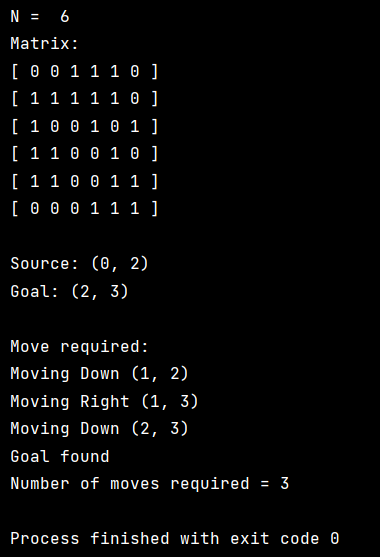 N =  6
Matrix:
[ 0 0 1 1 1 0 ]
[ 1 1 1 1 1 0 ]
[ 1 0 0 1 0 1 ]
[ 1 1 0 0 1 0 ]
[ 1 1 0 0 1 1 ]
[ 0 0 0 1 1 1 ]
Source: (0, 2)
Goal: (2, 3)
Move required:
Moving Down (1, 2)
Moving Right (1, 3)
Moving Down (2, 3)
Goal found
Number of moves required = 3
Process finished with exit code 0